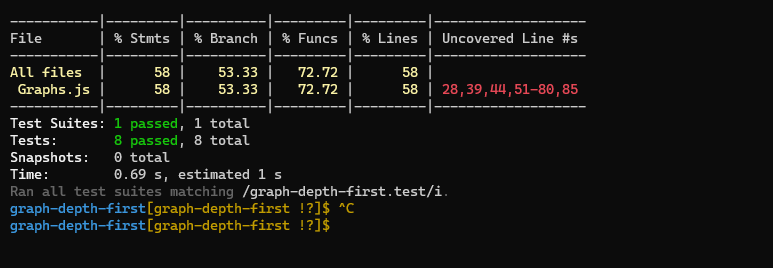 -----------|---------|----------|---------|---------|-------------------
File       | % Stmts | % Branch | % Funcs | % Lines | Uncovered Line #s
-----------|---------|----------|---------|---------|-------------------
All files  |      58 |    53.33 |   72.72 |      58 |
 Graphs.js |      58 |    53.33 |   72.72 |      58 | 28,39,44,51-80,85
-----------|---------|----------|---------|---------|-------------------
Test Suites: 1 passed, 1 total
Tests:       8 passed, 8 total
Snapshots:   0 total
Time:        0.69 s, estimated 1 s
Ran all test suites matching /graph-depth-first.test/i.
graph-depth-first[graph-depth-first !?]$ ^C
graph-depth-first[graph-depth-first !?]$